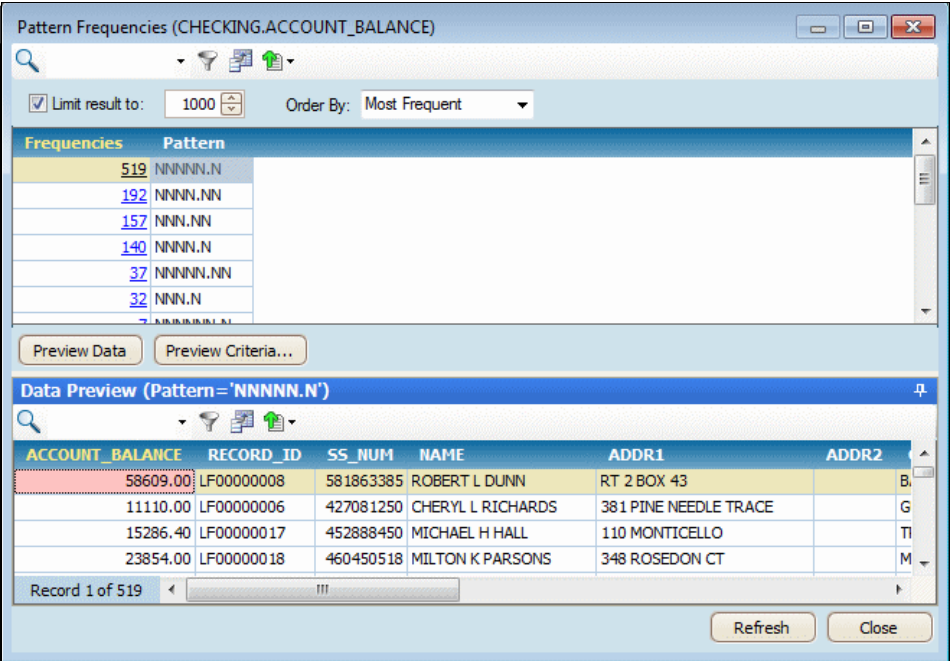 Pattern Frequencies (CHECKING.ACCOUNT_BALANCE)
Limit result to: 1000 Order By: Most Frequent
Frequencies Pattern
519 NNNNN.N
192 NNNN.NN
157 NNN.NN
140 NNNN.N
37 NNNNN.NN
32 NNN.N
7 NNNNNN.N
Preview Data Preview Criteria...
Data Preview (Pattern='NNNNN.N')
ACCOUNT_BALANCE RECORD_ID SS_NUM NAME ADDR1 ADDR2
58609.00 LF00000008 581863385 ROBERT L DUNN RT 2 BOX 43
11110.00 LF00000006 427081250 CHERYL L RICHARDS 381 PINE NEEDLE TRACE
15286.40 LF00000017 452888450 MICHAEL H HALL 110 MONTICELLO
23854.00 LF00000018 460450518 MILTON K PARSONS 348 ROSEDON CT
Record 1 of 519
Refresh Close